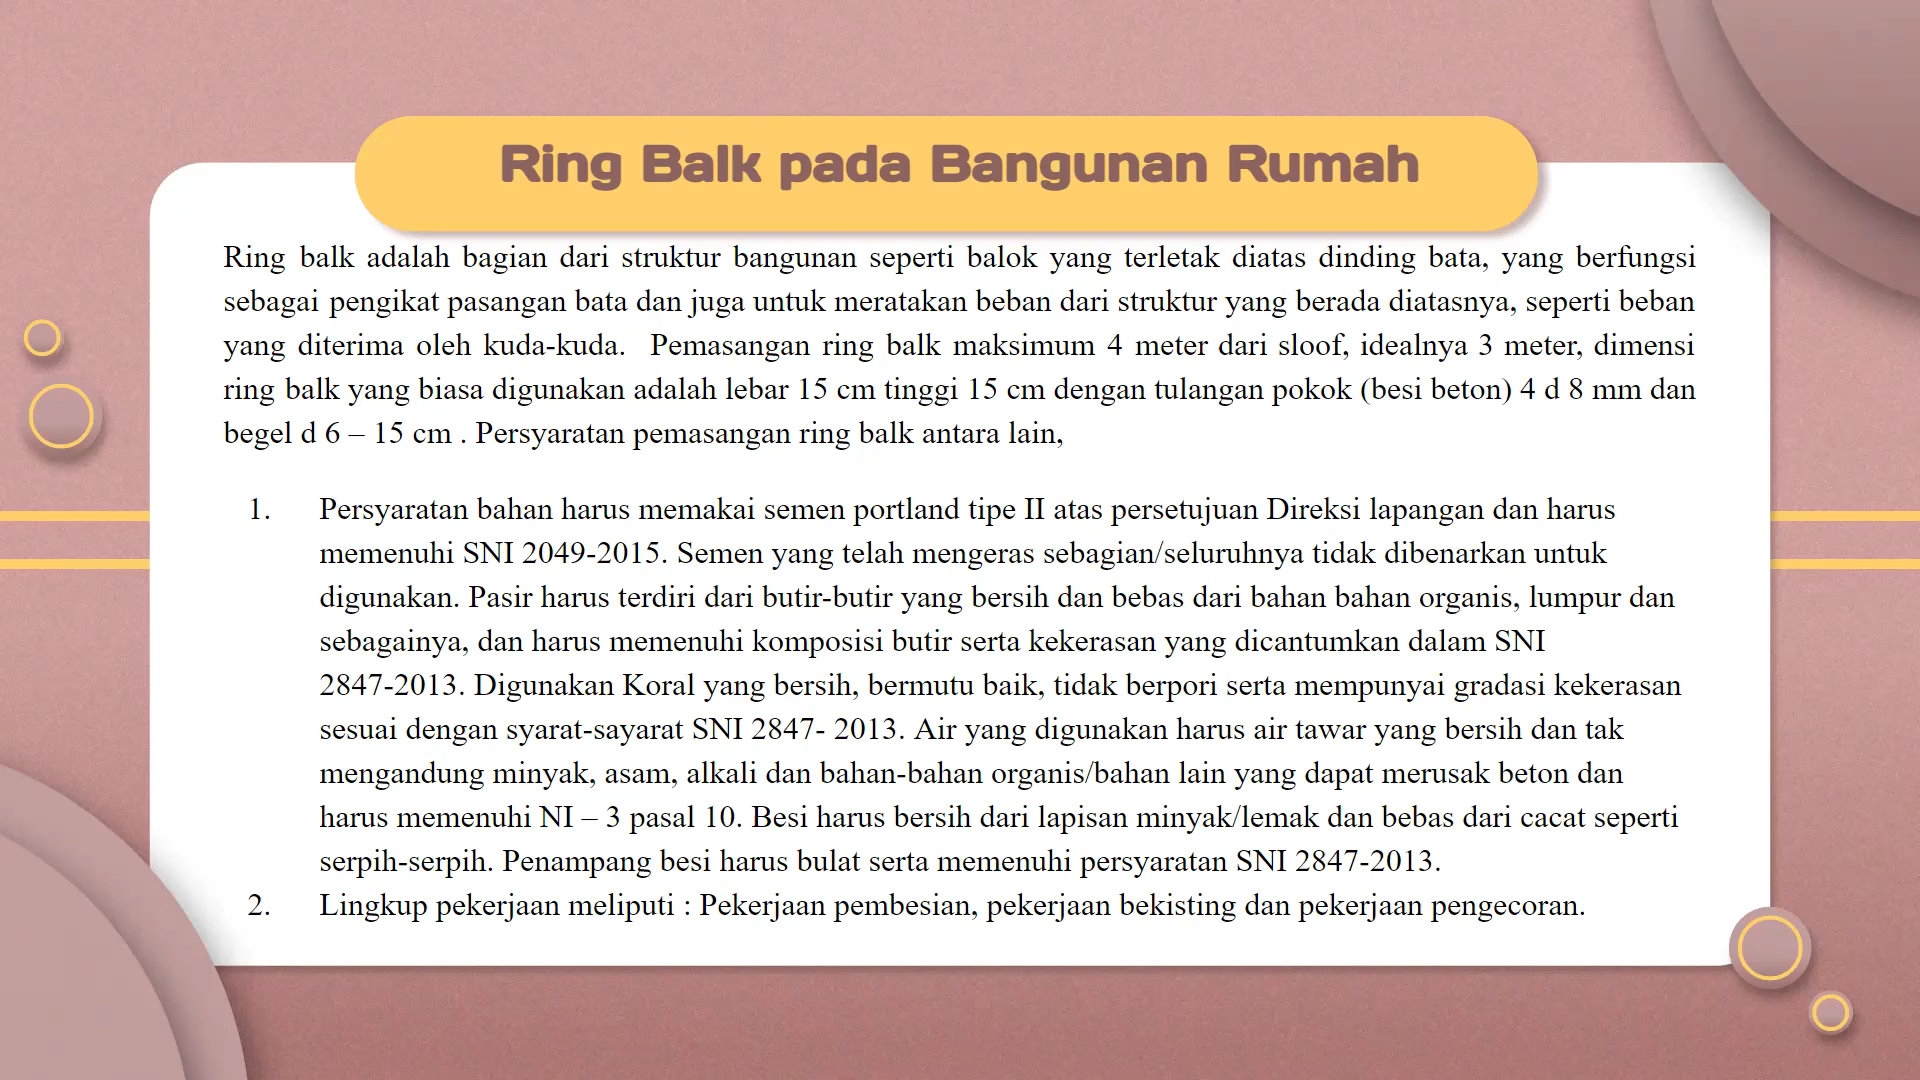 Ring Balk pada Bangunan Rumah
Ring balk adalah bagian dari struktur bangunan seperti balok yang terletak diatas dinding bata, yang berfungsi
sebagai pengikat pasangan bata dan juga untuk meratakan beban dari struktur yang berada diatasnya, seperti beban
yang diterima oleh kuda-kuda. Pemasangan ring balk maksimum 4 meter dari sloof, idealnya 3 meter, dimensi
ring balk yang biasa digunakan adalah lebar 15 cm tinggi 15 cm dengan tulangan pokok (besi beton) 4 d 8 mm dan
begel d 6 – 15 cm . Persyaratan pemasangan ring balk antara lain,
1. Persyaratan bahan harus memakai semen portland tipe II atas persetujuan Direksi lapangan dan harus
memenuhi SNI 2049-2015. Semen yang telah mengeras sebagian/seluruhnya tidak dibenarkan untuk
digunakan. Pasir harus terdiri dari butir-butir yang bersih dan bebas dari bahan bahan organis, lumpur dan
sebagainya, dan harus memenuhi komposisi butir serta kekerasan yang dicantumkan dalam SNI
2847-2013. Digunakan Koral yang bersih, bermutu baik, tidak berpori serta mempunyai gradasi kekerasan
sesuai dengan syarat-sayarat SNI 2847- 2013. Air yang digunakan harus air tawar yang bersih dan tak
mengandung minyak, asam, alkali dan bahan-bahan organis/bahan lain yang dapat merusak beton dan
harus memenuhi NI – 3 pasal 10. Besi harus bersih dari lapisan minyak/lemak dan bebas dari cacat seperti
serpih-serpih. Penampang besi harus bulat serta memenuhi persyaratan SNI 2847-2013.
2. Lingkup pekerjaan meliputi : Pekerjaan pembesian, pekerjaan bekisting dan pekerjaan pengecoran.